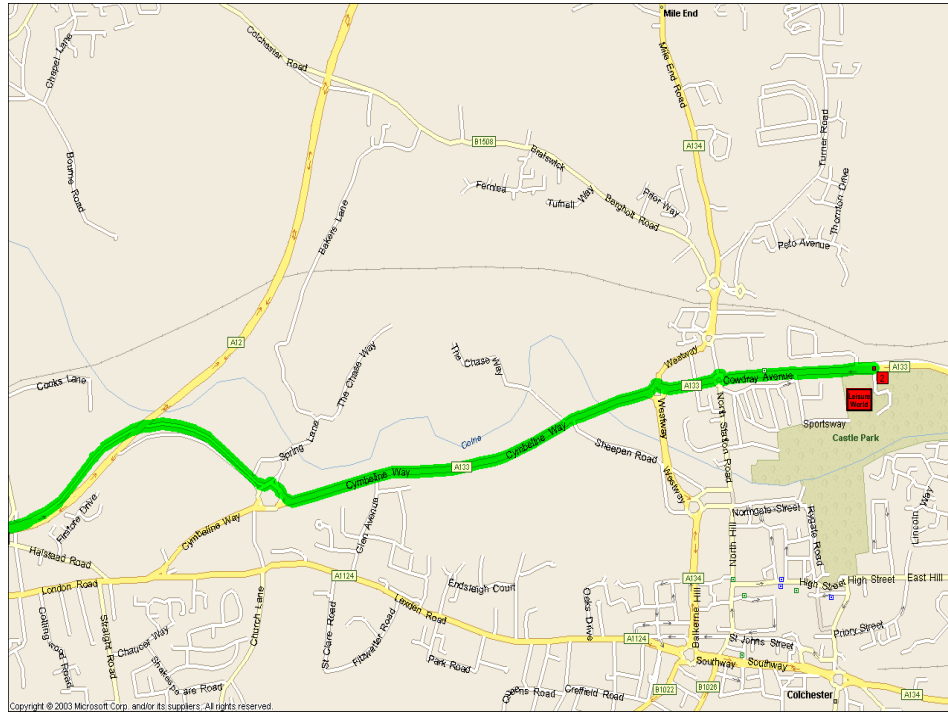 Mile End
Chapel Lane
Colchester Road
Mile End Road
Turner Road
B1508
A134
Braiswick
Bourne Road
Fernlea
Tufnell Way
Prior Way
Bergholt Road
Thornton Drive
Bakers Lane
Peto Avenue
A12
The Chase Way
The Chase Way
Westway
Cooks Lane
A133
Cowdray Avenue
A133
2
Leisure
World
Westway
North Station Road
Sportsway
Castle Park
Spring Lane
Colne
Cymbeline Way
Sheepen Road
A133
Cymbeline Way
Westway
Firstore Drive
Cymbeline Way
Glen Avenue
Northgate Street
Rygate Road
Lincoln Way
Halstead Road
North Hill
London Road
A1124
Endsleigh Court
A134
High Street
High Street
East Hill
Church Lane
St Clare Road
Lexden Road
Oaks Drive
Balkerne Hill
Straight Road
Chaucer Way
Fitzwater Road
Priory Street
A1124
St Johns Street
Park Road
Southway
Southway
Creffield Road
B1022
B1026
Colchester
A134
Copyright © 2003 Microsoft Corp. and/or its suppliers. All rights reserved.